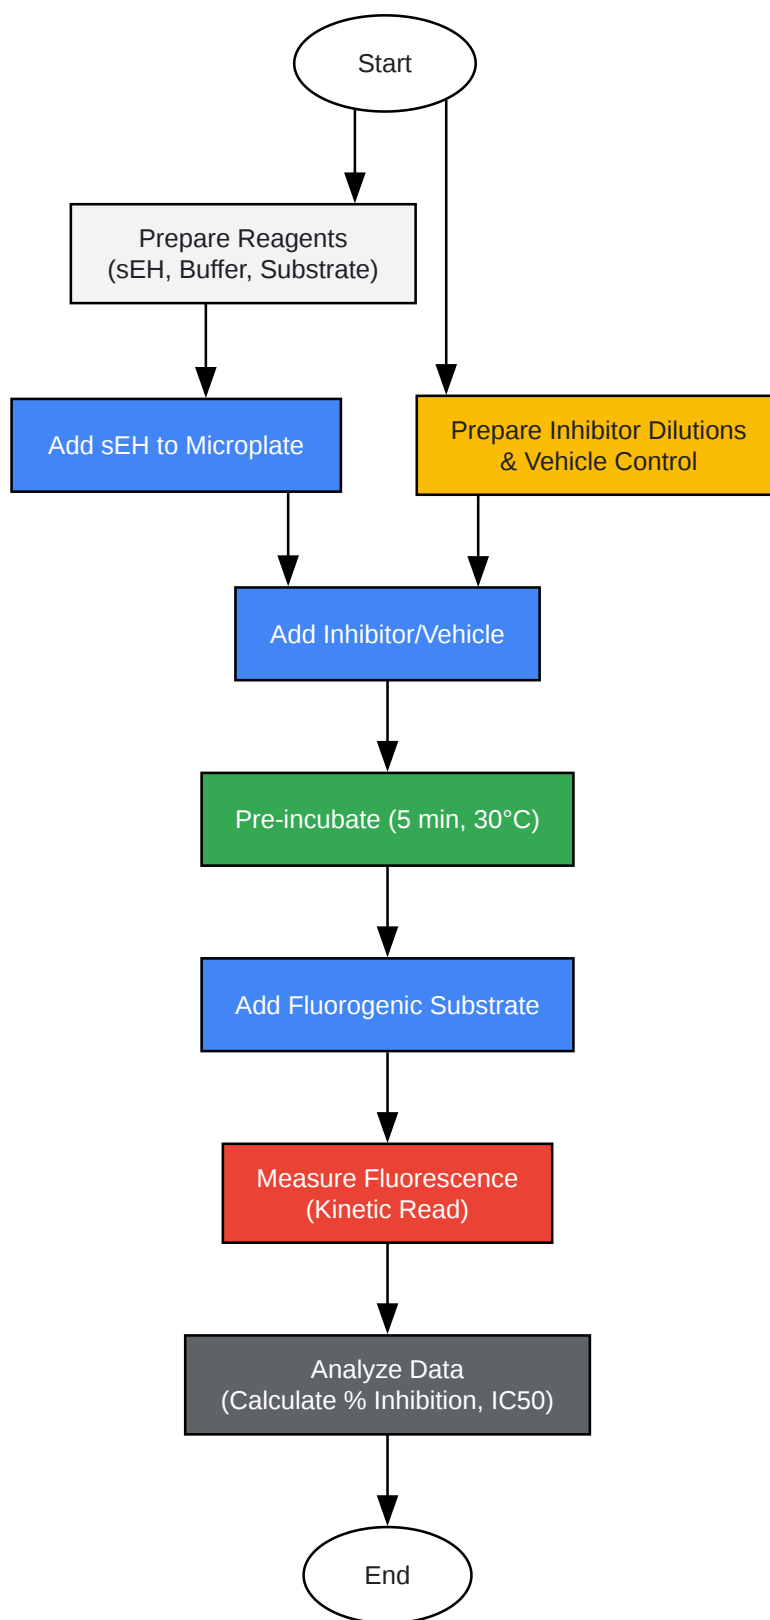 Start
Prepare Reagents
(sEH, Buffer, Substrate)
Add sEH to Microplate
Prepare Inhibitor Dilutions
& Vehicle Control
Add Inhibitor/Vehicle
Pre-incubate (5 min, 30°C)
Add Fluorogenic Substrate
Measure Fluorescence
(Kinetic Read)
Analyze Data
(Calculate % Inhibition, IC50)
End